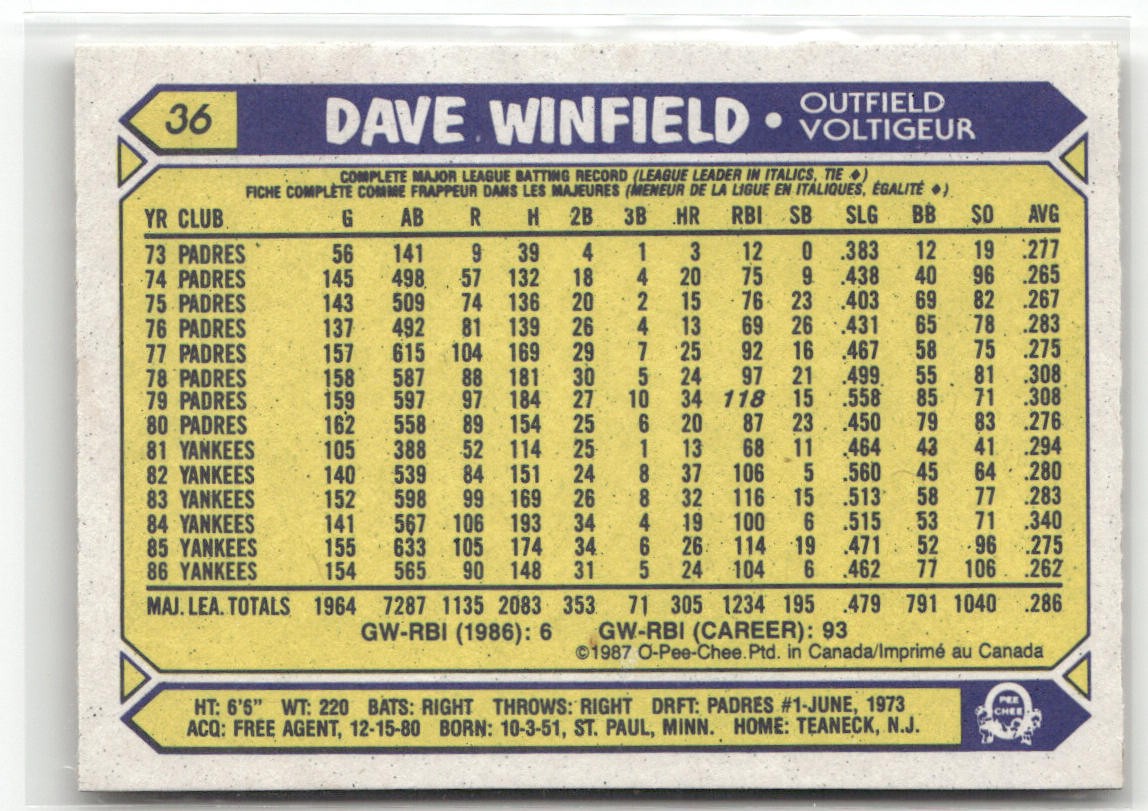 36 DAVE WINFIELD • OUTFIELD
VOLTIGEUR
COMPLETE MAJOR LEAGUE BATTING RECORD (LEAGUE LEADER IN ITALICS, TIE ♦)
FICHE COMPLÈTE COMME FRAPPEUR DANS LES MAJEURES (MENEUR DE LA LIGUE EN ITALIQUES, ÉGALITÉ ♦)
YR CLUB G AB R H 2B 3B HR RBI SB SLG BB SO AVG
73 PADRES 56 141 9 39 4 1 3 12 0 .383 12 19 .277
74 PADRES 145 498 57 132 18 4 20 75 9 .438 40 96 .265
75 PADRES 143 509 74 136 20 2 15 76 23 .403 69 82 .267
76 PADRES 137 492 81 139 26 4 13 69 26 .431 65 78 .283
77 PADRES 157 615 104 169 29 7 25 92 16 .467 58 75 .275
78 PADRES 158 587 88 181 30 5 24 97 21 .499 55 81 .308
79 PADRES 159 597 97 184 27 10 34 118 15 .558 85 71 .308
80 PADRES 162 558 89 154 25 6 20 87 23 .450 79 83 .276
81 YANKEES 105 388 52 114 25 1 13 68 11 .464 43 41 .294
82 YANKEES 140 539 84 151 24 8 37 106 5 .560 45 64 .280
83 YANKEES 152 598 99 169 26 8 32 116 15 .513 58 77 .283
84 YANKEES 141 567 106 193 34 4 19 100 6 .515 53 71 .340
85 YANKEES 155 633 105 174 34 6 26 114 19 .471 52 96 .275
86 YANKEES 154 565 90 148 31 5 24 104 6 .462 77 106 .262
MAJ. LEA. TOTALS 1964 7287 1135 2083 353 71 305 1234 195 .479 791 1040 .286
GW-RBI (1986): 6 GW-RBI (CAREER): 93
©1987 O-Pee-Chee. Ptd. in Canada/Imprimé au Canada
HT: 6'6" WT: 220 BATS: RIGHT THROWS: RIGHT DRFT: PADRES #1-JUNE, 1973
ACQ: FREE AGENT, 12-15-80 BORN: 10-3-51, ST. PAUL, MINN. HOME: TEANECK, N.J.
PEE
CHEE